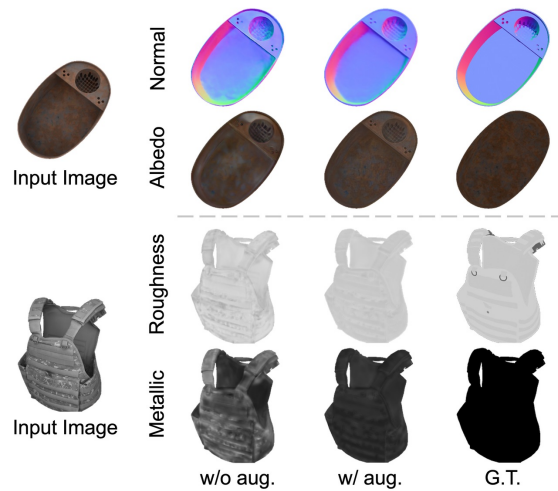 Normal
Input Image
Albedo
Roughness
Input Image
Metallic
w/o aug.
w/ aug.
G.T.